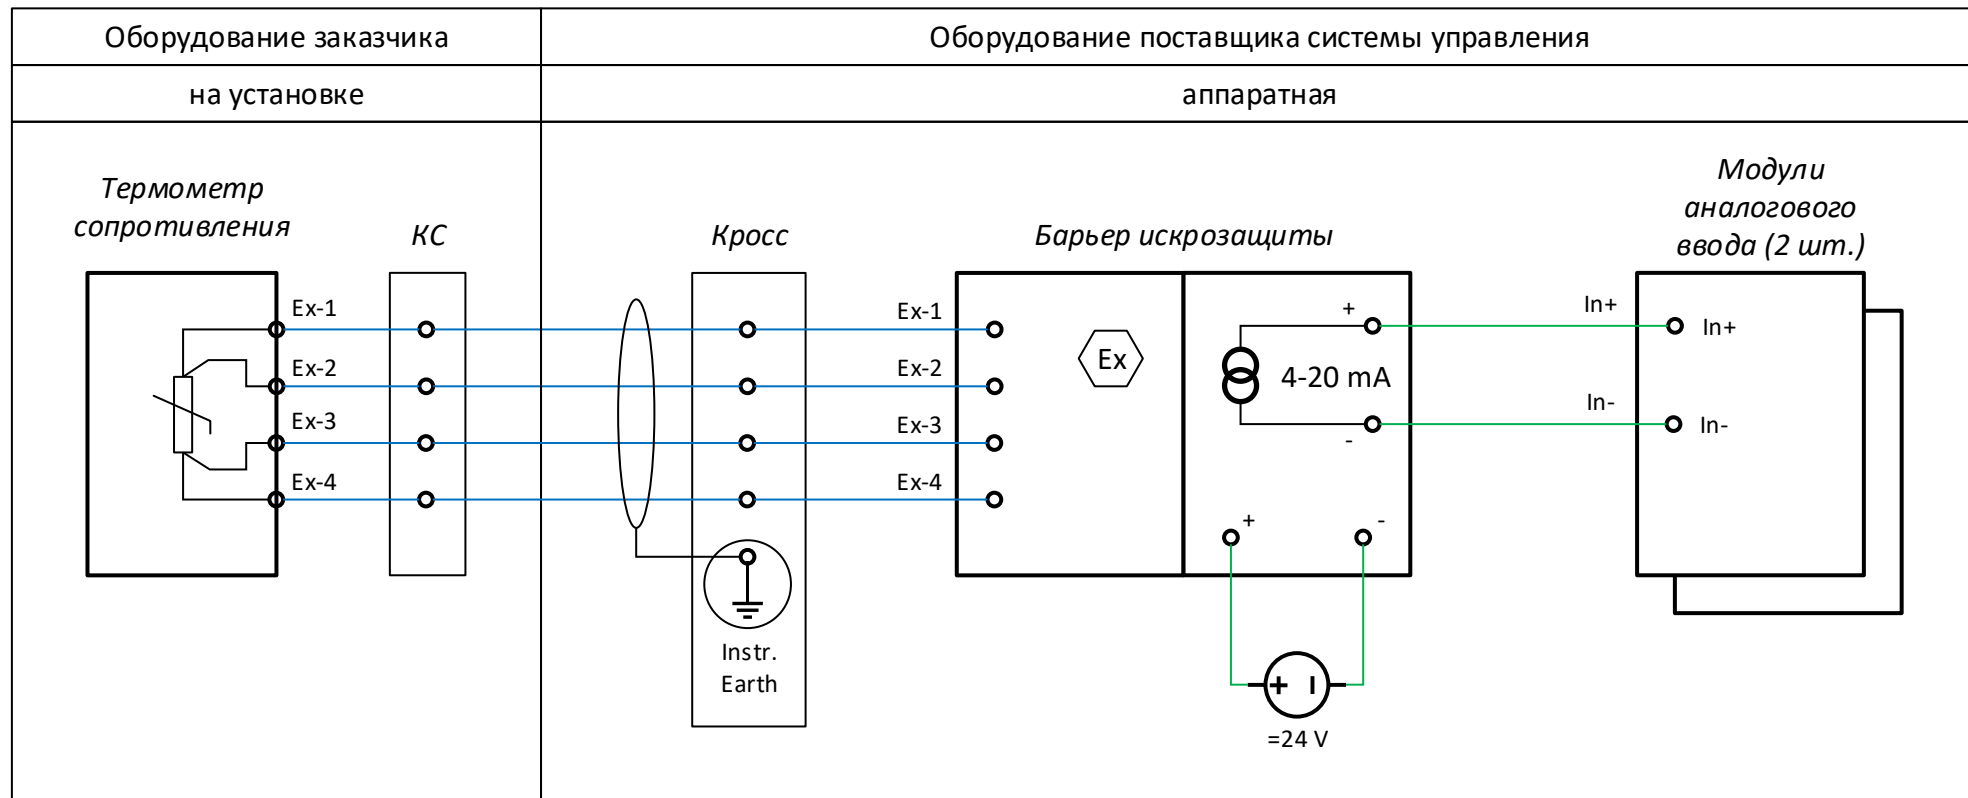 Оборудование заказчика
Оборудование поставщика системы управления
на установке
аппаратная
Термометр
сопротивления
КС
Кросс
Барьер искрозащиты
Модули
аналогового
ввода (2 шт.)
Ex-1
Ex-2
Ex-3
Ex-4
Ex-1
Ex-2
Ex-3
Ex-4
Ex
+
4-20 mA
-
+
-
In+
In-
In+
In-
Instr.
Earth
=24 V